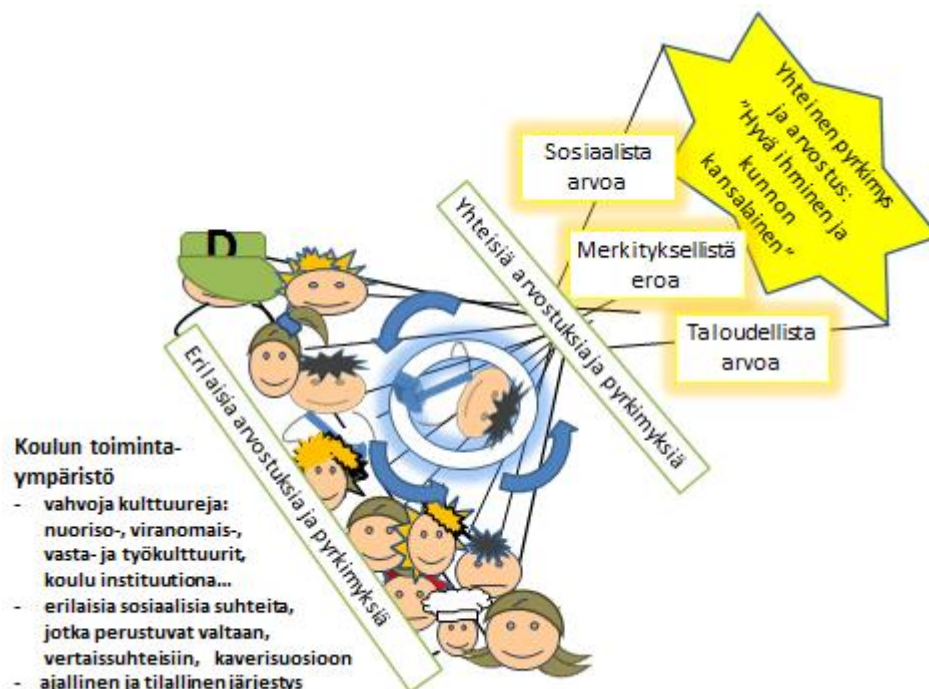 Yhteinen pyrkimys
ja arvostus:
"Hyvä ihminen ja
kunnon
kansalainen"
Sosiaalista
arvoa
Merkityksellistä
eroa
Taloudellista
arvoa
Yhteisiä arvostuksia ja pyrkimyksiä
D
Erilaisia arvostuksia ja pyrkimyksiä
Koulun toiminta-
ympäristö
- vahvoja kulttuureja:
nuoriso-, viranomais-,
vasta- ja työkulttuurit,
koulu instituutiona...
- erilaisia sosiaalisia suhteita,
jotka perustuvat valtaan,
vertaissuhteisiin, kaverisuosioon
- ajallinen ja tilallinen järjestys